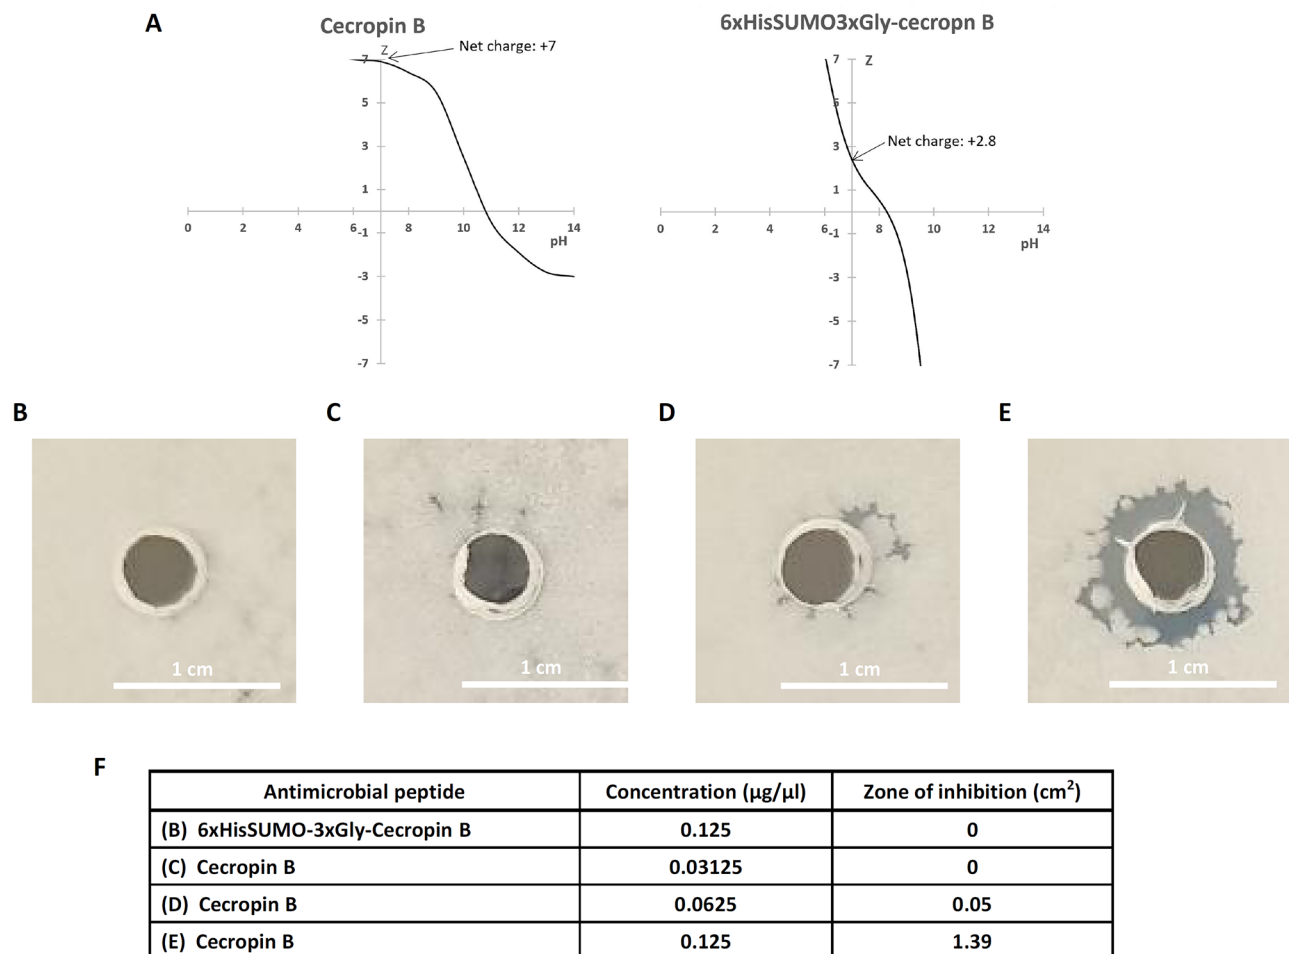 A
Cecropin B
Z
Net charge: +7
7
5
3
1
-1
-3
-5
-7
0 2 4 6 8 10 12 14
pH
6xHisSUMO3xGly-cecropn B
7 Z
5
3
Net charge: +2.8
1
-1
-3
-5
-7
0 2 4 6 8 10 12 14
pH
B
1 cm
C
1 cm
D
1 cm
E
1 cm
F
Antimicrobial peptide Concentration (µg/µl) Zone of inhibition (cm²)
(B) 6xHisSUMO-3xGly-Cecropin B 0.125 0
(C) Cecropin B 0.03125 0
(D) Cecropin B 0.0625 0.05
(E) Cecropin B 0.125 1.39